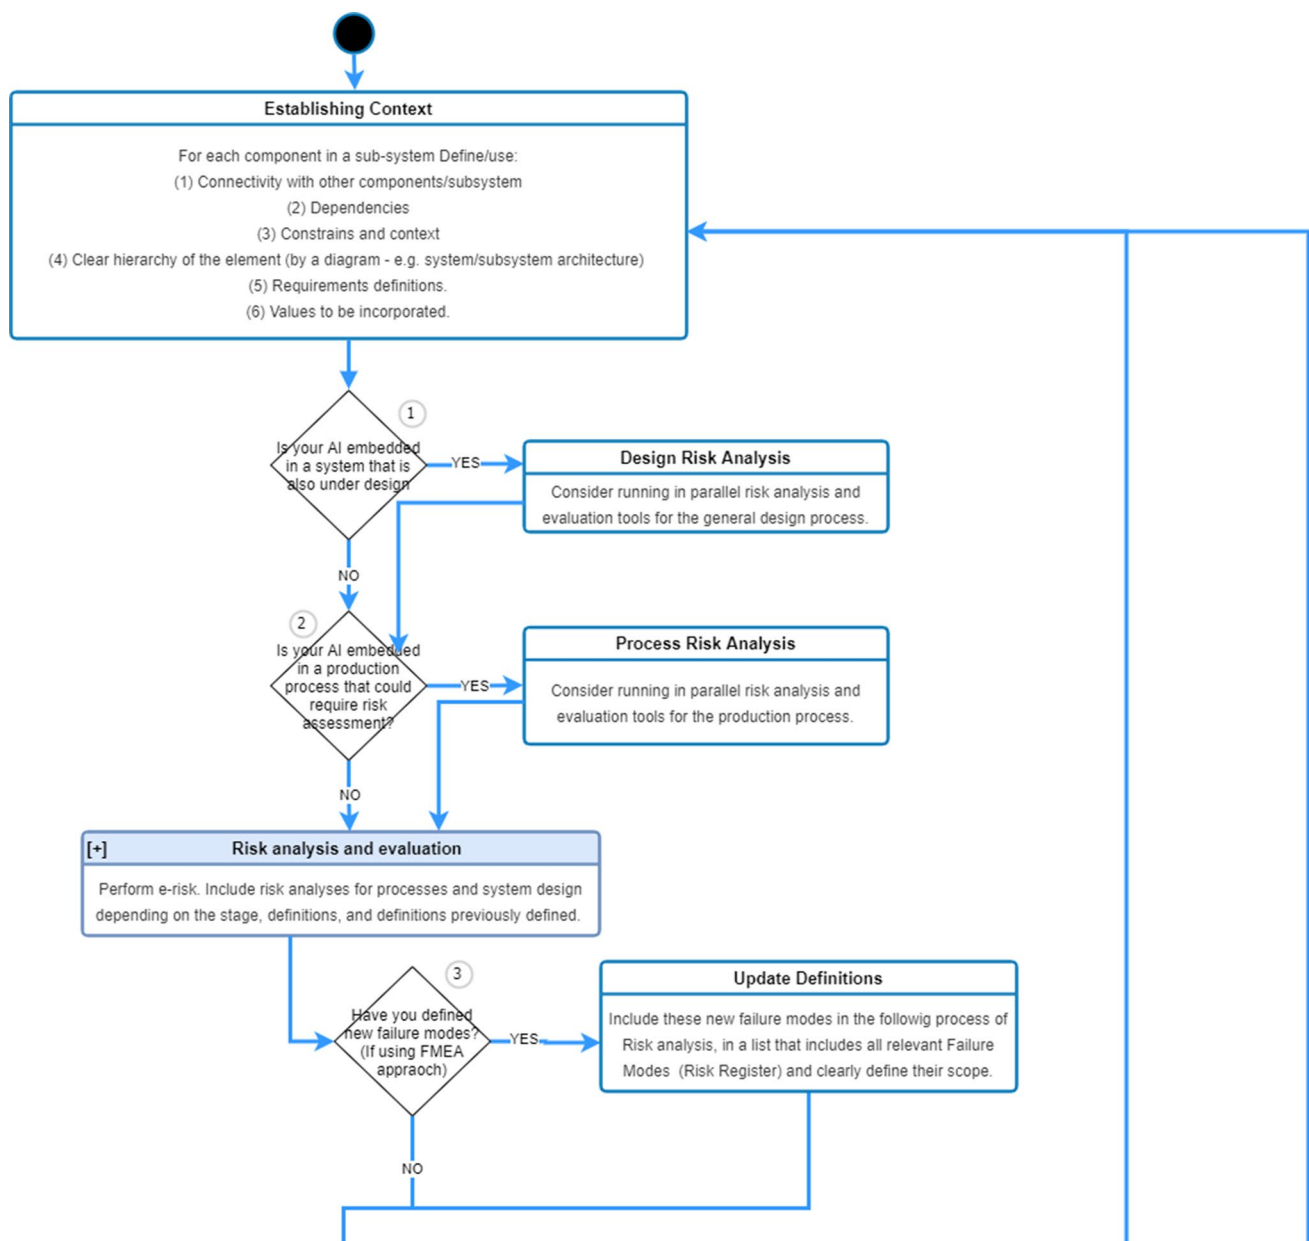 Establishing Context
For each component in a sub-system Define/use:
(1) Connectivity with other components/subsystem
(2) Dependencies
(3) Constrains and context
(4) Clear hierarchy of the element (by a diagram - e.g. system/subsystem architecture)
(5) Requirements definitions.
(6) Values to be incorporated.
1
Is your AI embedded
in a system that is
also under design
YES
Design Risk Analysis
Consider running in parallel risk analysis and
evaluation tools for the general design process.
NO
2
Is your AI embedded
in a production
process that could
require risk
assessment?
YES
Process Risk Analysis
Consider running in parallel risk analysis and
evaluation tools for the production process.
NO
[+] Risk analysis and evaluation
Perform e-risk. Include risk analyses for processes and system design
depending on the stage, definitions, and definitions previously defined.
3
Have you defined
new failure modes?
(If using FMEA
appraoch)
YES
Update Definitions
Include these new failure modes in the followig process of
Risk analysis, in a list that includes all relevant Failure
Modes (Risk Register) and clearly define their scope.
NO